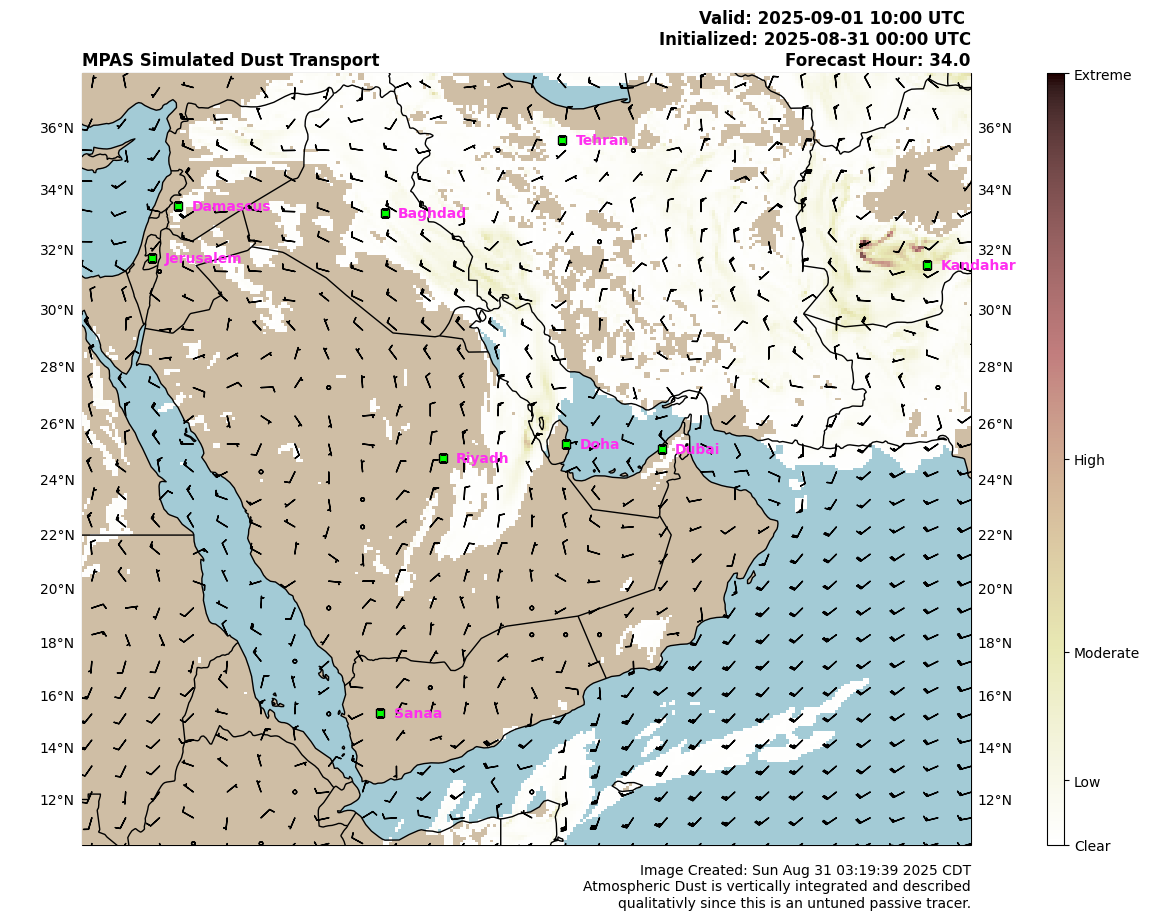 Valid: 2025-09-01 10:00 UTC
Initialized: 2025-08-31 00:00 UTC
MPAS Simulated Dust Transport
Forecast Hour: 34.0
Extreme
High
Moderate
Low
Clear
36°N
34°N
32°N
30°N
28°N
26°N
24°N
22°N
20°N
18°N
16°N
14°N
12°N
36°N
34°N
32°N
30°N
28°N
26°N
24°N
22°N
20°N
18°N
16°N
14°N
12°N
Tehran
Damascus
Baghdad
Jerusalem
Kandahar
Doha
Dubai
Riyadh
Sanaa
Image Created: Sun Aug 31 03:19:39 2025 CDT
Atmospheric Dust is vertically integrated and described
qualitativly since this is an untuned passive tracer.